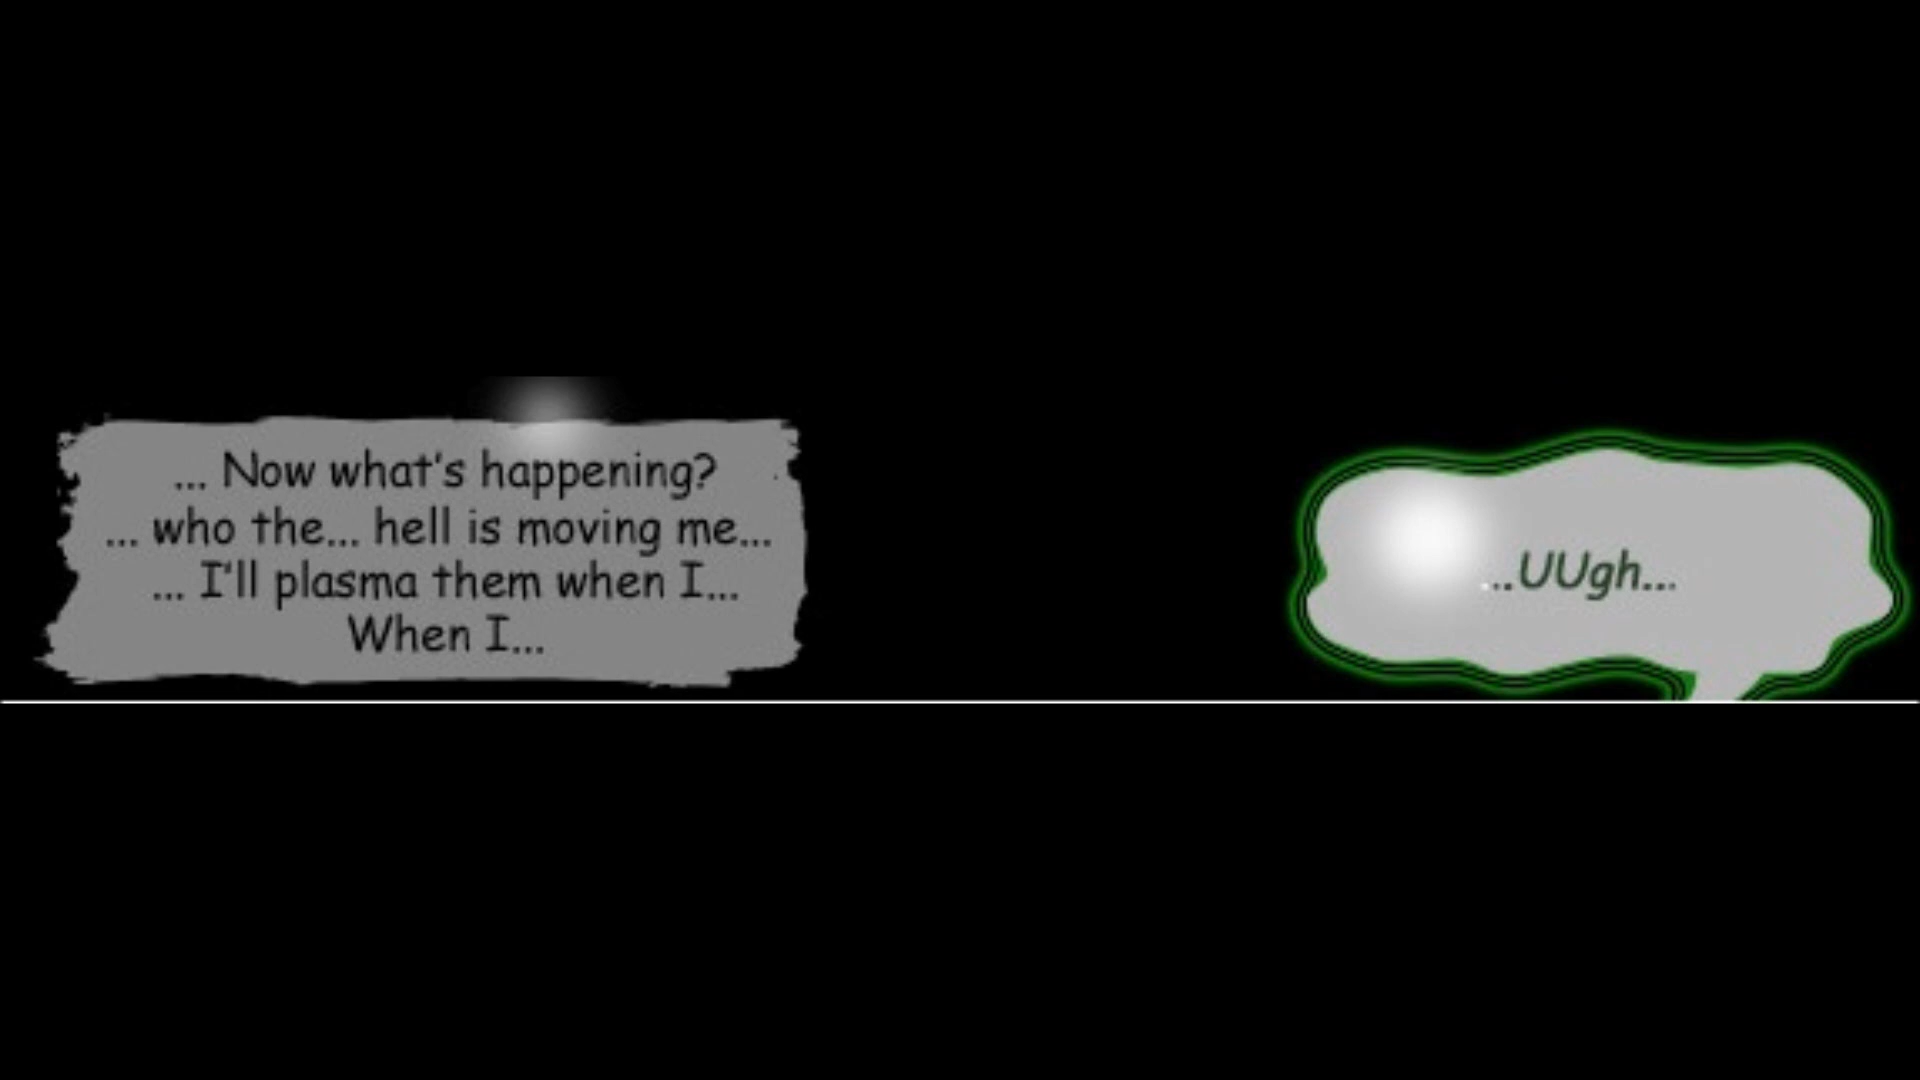 ... Now what's happening?
... who the... hell is moving me...
... I'll plasma them when I...
When I...
...UUgh...